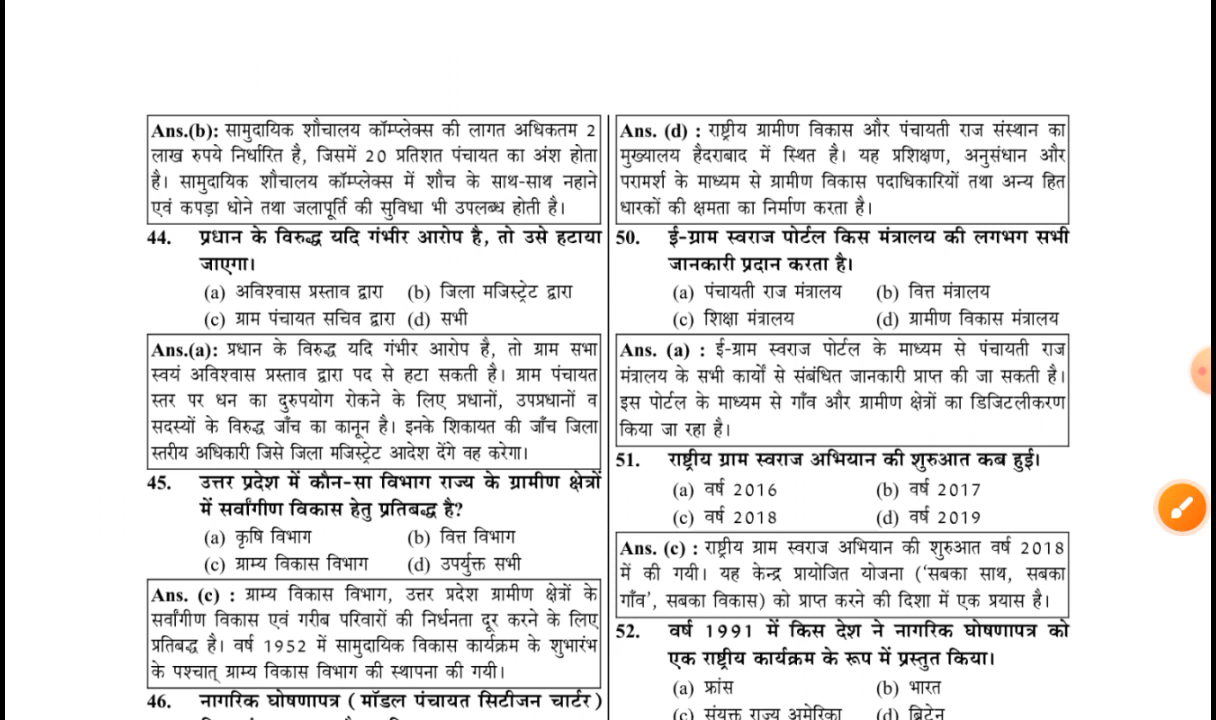 Ans.(b): सामुदायिक शौचालय कॉम्प्लेक्स की लागत अधिकतम 2
लाख रुपये निर्धारित है, जिसमें 20 प्रतिशत पंचायत का अंश होता
है। सामुदायिक शौचालय कॉम्प्लेक्स में शौच के साथ-साथ नहाने
एवं कपड़ा धोने तथा जलापूर्ति की सुविधा भी उपलब्ध होती है।
44. प्रधान के विरुद्ध यदि गंभीर आरोप है, तो उसे हटाया
जाएगा।
(a) अविश्वास प्रस्ताव द्वारा (b) जिला मजिस्ट्रेट द्वारा
(c) ग्राम पंचायत सचिव द्वारा (d) सभी
Ans.(a): प्रधान के विरुद्ध यदि गंभीर आरोप है, तो ग्राम सभा
स्वयं अविश्वास प्रस्ताव द्वारा पद से हटा सकती है। ग्राम पंचायत
स्तर पर धन का दुरुपयोग रोकने के लिए प्रधानों, उपप्रधानों व
सदस्यों के विरुद्ध जाँच का कानून है। इनके शिकायत की जाँच जिला
स्तरीय अधिकारी जिसे जिला मजिस्ट्रेट आदेश देंगे वह करेगा।
45. उत्तर प्रदेश में कौन-सा विभाग राज्य के ग्रामीण क्षेत्रों
में सर्वांगीण विकास हेतु प्रतिबद्ध है?
(a) कृषि विभाग (b) वित्त विभाग
(c) ग्राम्य विकास विभाग (d) उपर्युक्त सभी
Ans. (c) : ग्राम्य विकास विभाग, उत्तर प्रदेश ग्रामीण क्षेत्रों के
सर्वांगीण विकास एवं गरीब परिवारों की निर्धनता दूर करने के लिए
प्रतिबद्ध है। वर्ष 1952 में सामुदायिक विकास कार्यक्रम के शुभारंभ
के पश्चात् ग्राम्य विकास विभाग की स्थापना की गयी।
46. नागरिक घोषणापत्र (मॉडल पंचायत सिटीजन चार्टर)
Ans. (d) : राष्ट्रीय ग्रामीण विकास और पंचायती राज संस्थान का
मुख्यालय हैदराबाद में स्थित है। यह प्रशिक्षण, अनुसंधान और
परामर्श के माध्यम से ग्रामीण विकास पदाधिकारियों तथा अन्य हित
धारकों की क्षमता का निर्माण करता है।
50. ई-ग्राम स्वराज पोर्टल किस मंत्रालय की लगभग सभी
जानकारी प्रदान करता है।
(a) पंचायती राज मंत्रालय (b) वित्त मंत्रालय
(c) शिक्षा मंत्रालय (d) ग्रामीण विकास मंत्रालय
Ans. (a) : ई-ग्राम स्वराज पोर्टल के माध्यम से पंचायती राज
मंत्रालय के सभी कार्यों से संबंधित जानकारी प्राप्त की जा सकती है।
इस पोर्टल के माध्यम से गाँव और ग्रामीण क्षेत्रों का डिजिटलीकरण
किया जा रहा है।
51. राष्ट्रीय ग्राम स्वराज अभियान की शुरुआत कब हुई।
(a) वर्ष 2016 (b) वर्ष 2017
(c) वर्ष 2018 (d) वर्ष 2019
Ans. (c) : राष्ट्रीय ग्राम स्वराज अभियान की शुरुआत वर्ष 2018
में की गयी। यह केन्द्र प्रायोजित योजना (‘सबका साथ, सबका
गाँव’, सबका विकास) को प्राप्त करने की दिशा में एक प्रयास है।
52. वर्ष 1991 में किस देश ने नागरिक घोषणापत्र को
एक राष्ट्रीय कार्यक्रम के रूप में प्रस्तुत किया।
(a) फ्रांस (b) भारत
(c) संयुक्त राज्य अमेरिका (d) ब्रिटेन